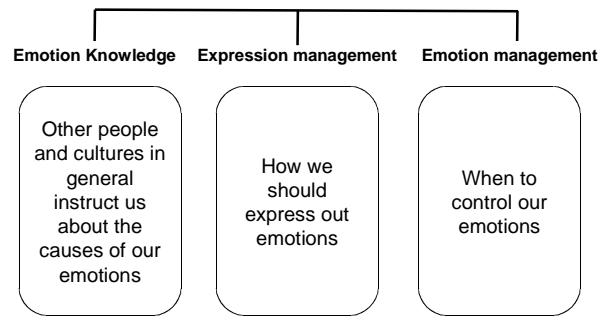 Emotion Knowledge
Expression management
Emotion management
Other people
and cultures in
general
instruct us
about the
causes of our
emotions
How we
should
express out
emotions
When to
control our
emotions